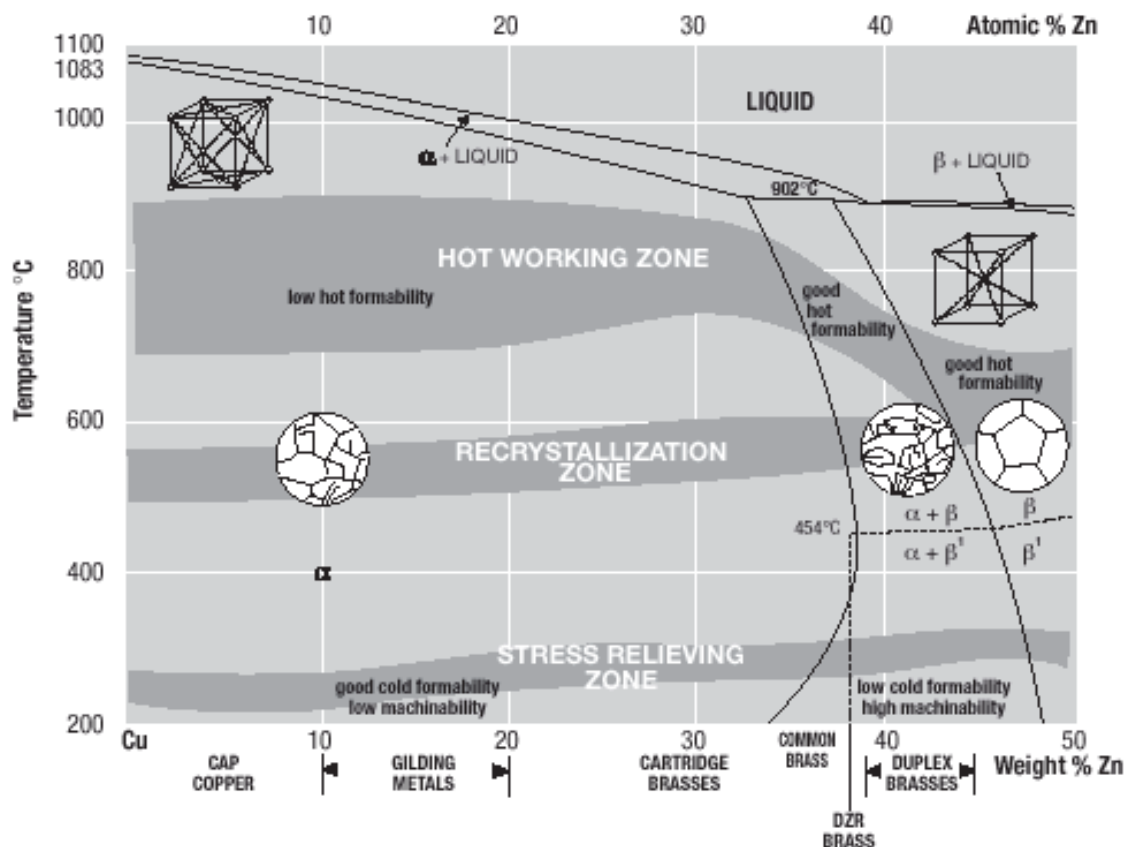 10 20 30 40 Atomic % Zn
1100
1083
1000
800
600
400
200
Temperature °C
LIQUID
α + LIQUID
β + LIQUID
902°C
HOT WORKING ZONE
low hot formability
good
hot
formability
good hot
formability
RECRYSTALLIZATION
ZONE
454°C
α + β
β
α + β¹
β¹
α
STRESS RELIEVING
ZONE
good cold formability
low machinability
low cold formability
high machinability
Cu 10 20 30 40 50
Weight % Zn
CAP
COPPER
GILDING
METALS
CARTRIDGE
BRASSES
COMMON
BRASS
DUPLEX
BRASSES
DZR
BRASS